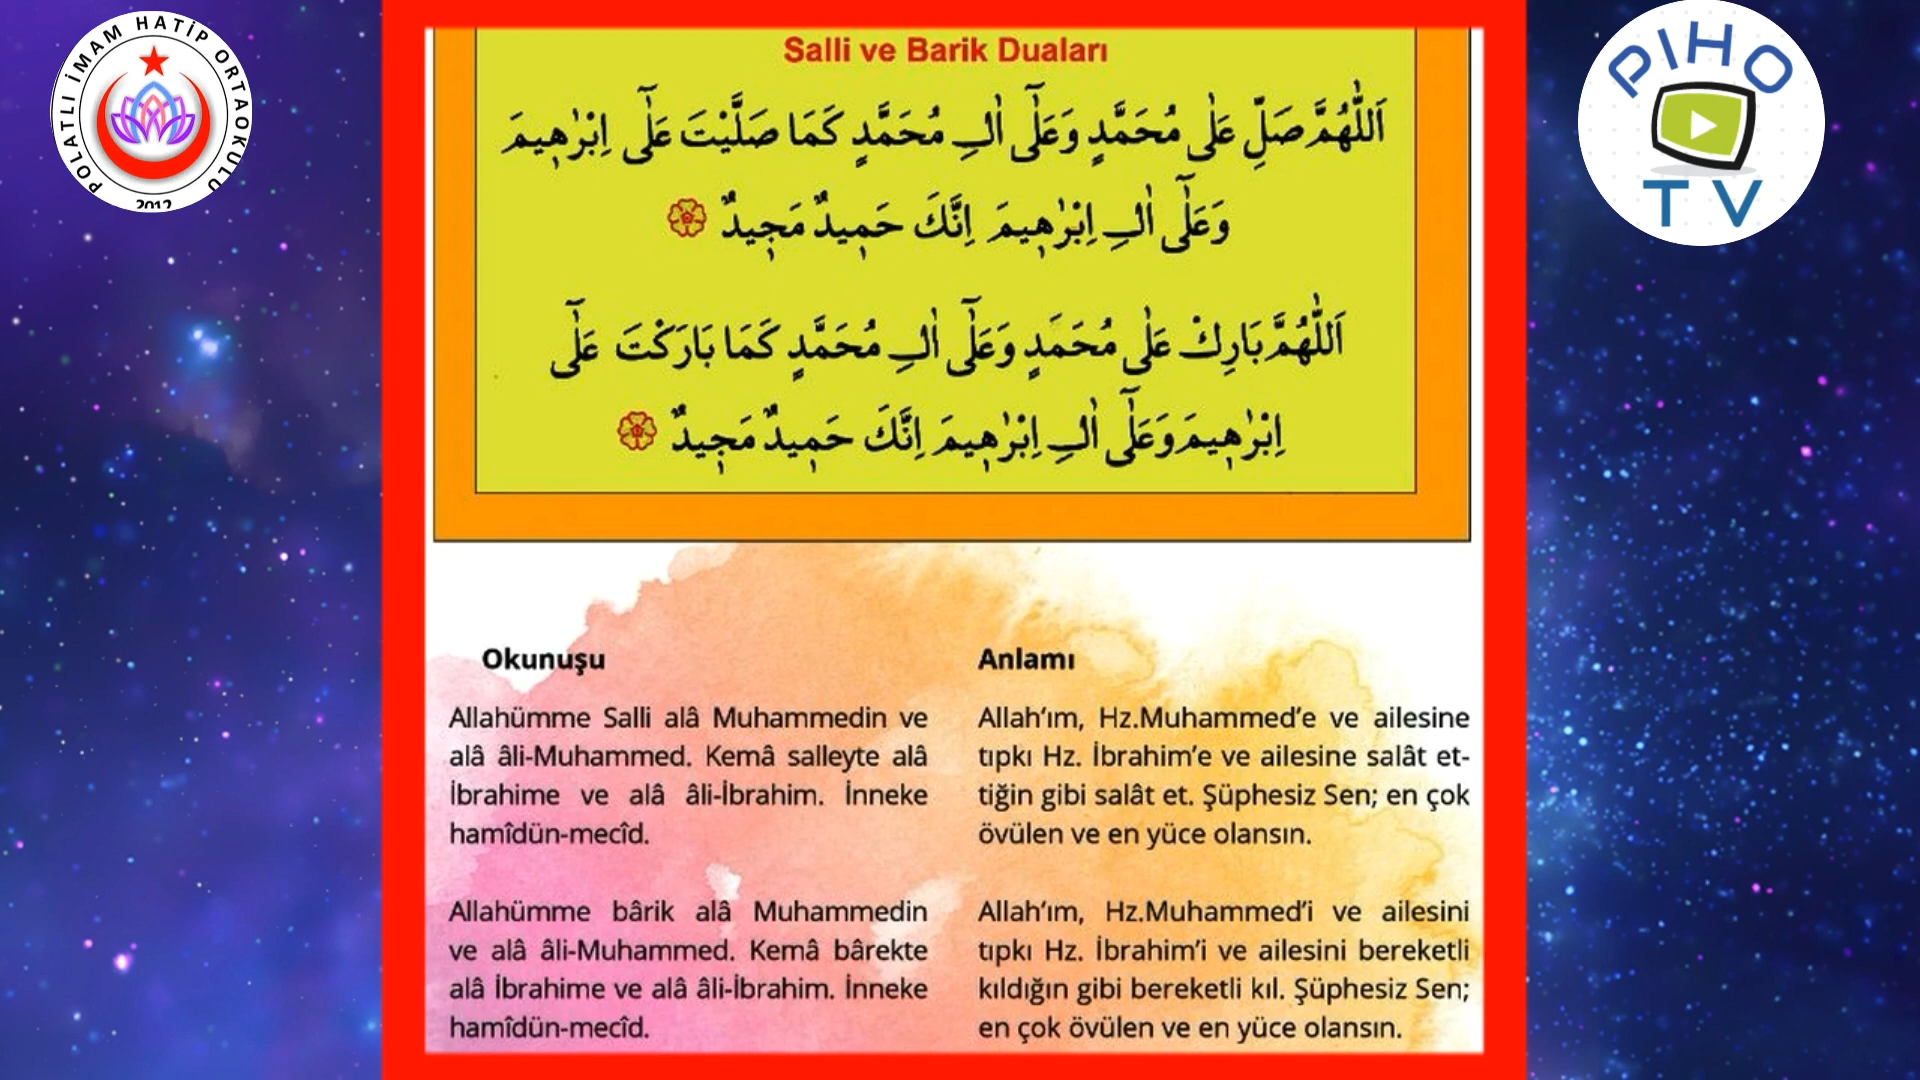 POLATLI İMAM HATİP ORTAOKULU
2012
PIHO
TV
Salli ve Barik Duaları
اَللّٰهُمَّ صَلِّ عَلٰى مُحَمَّدٍ وَعَلٰٓى اٰلِ مُحَمَّدٍ كَمَا صَلَّيْتَ عَلٰٓى اِبْرٰه۪يمَ
وَعَلٰٓى اٰلِ اِبْرٰه۪يمَ اِنَّكَ حَم۪يدٌ مَج۪يدٌ
اَللّٰهُمَّ بَارِكْ عَلٰى مُحَمَدٍ وَعَلٰٓى اٰلِ مُحَمَّدٍ كَمَا بَارَكْتَ عَلٰٓى
اِبْرٰه۪يمَ وَعَلٰٓى اٰلِ اِبْرٰه۪يمَ اِنَّكَ حَم۪يدٌ مَج۪يدٌ
Okunuşu
Allahümme Salli alâ Muhammedin ve
alâ âli-Muhammed. Kemâ salleyte alâ
İbrahime ve alâ âli-İbrahim. İnneke
hamîdün-mecîd.
Allahümme bârik alâ Muhammedin
ve alâ âli-Muhammed. Kemâ bârekte
alâ İbrahime ve alâ âli-İbrahim. İnneke
hamîdün-mecîd.
Anlamı
Allah’ım, Hz.Muhammed’e ve ailesine
tıpkı Hz. İbrahim’e ve ailesine salât et-
tiğin gibi salât et. Şüphesiz Sen; en çok
övülen ve en yüce olansın.
Allah’ım, Hz.Muhammed’i ve ailesini
tıpkı Hz. İbrahim’i ve ailesini bereketli
kıldığın gibi bereketli kıl. Şüphesiz Sen;
en çok övülen ve en yüce olansın.